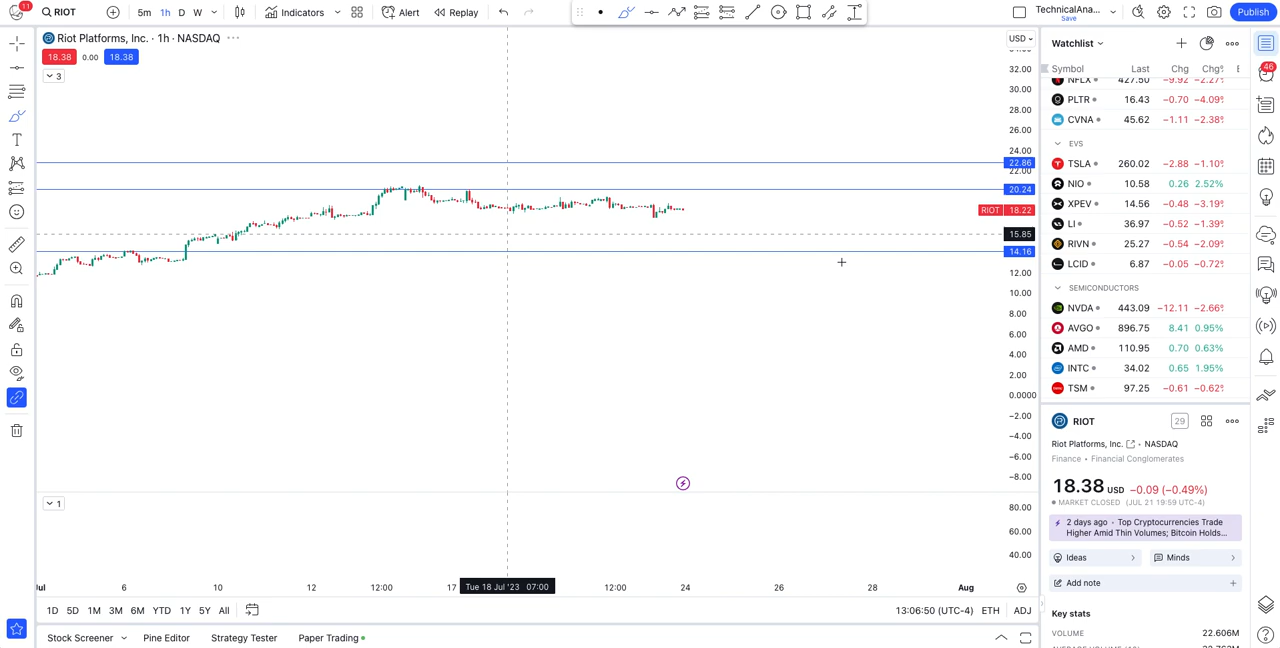 11
RIOT
5m 1h D W
Indicators
Alert
Replay
TechnicalAna...
Save
Publish
Riot Platforms, Inc. · 1h · NASDAQ
18.38 0.00 18.38
3
USD
32.00
30.00
28.00
26.00
24.00
22.86
22.00
20.24
RIOT 18.22
15.85
14.16
12.00
10.00
8.00
6.00
4.00
2.00
0.0000
−2.00
−4.00
−6.00
−8.00
1
80.00
60.00
40.00
6 10 12 12:00 17 Tue 18 Jul '23 07:00 12:00 24 26 28 Aug
1D 5D 1M 3M 6M YTD 1Y 5Y All
13:06:50 (UTC-4) ETH ADJ
Stock Screener Pine Editor Strategy Tester Paper Trading
Watchlist
Symbol Last Chg Chg%
NFLX 427.50 −9.92 −2.27%
PLTR 16.43 −0.70 −4.09%
CVNA 45.62 −1.11 −2.38%
EVS
TSLA 260.02 −2.88 −1.10%
NIO 10.58 0.26 2.52%
XPEV 14.56 −0.48 −3.19%
LI 36.97 −0.52 −1.39%
RIVN 25.27 −0.54 −2.09%
LCID 6.87 −0.05 −0.72%
SEMICONDUCTORS
NVDA 443.09 −12.11 −2.66%
AVGO 896.75 8.41 0.95%
AMD 110.95 0.70 0.63%
INTC 34.02 0.65 1.95%
TSM 97.25 −0.61 −0.62%
RIOT
29
Riot Platforms, Inc. • NASDAQ
Finance • Financial Conglomerates
18.38 USD −0.09 (−0.49%)
MARKET CLOSED (JUL 21 19:59 UTC-4)
2 days ago · Top Cryptocurrencies Trade
Higher Amid Thin Volumes; Bitcoin Holds...
Ideas
Minds
Add note
Key stats
VOLUME 22.606M
46